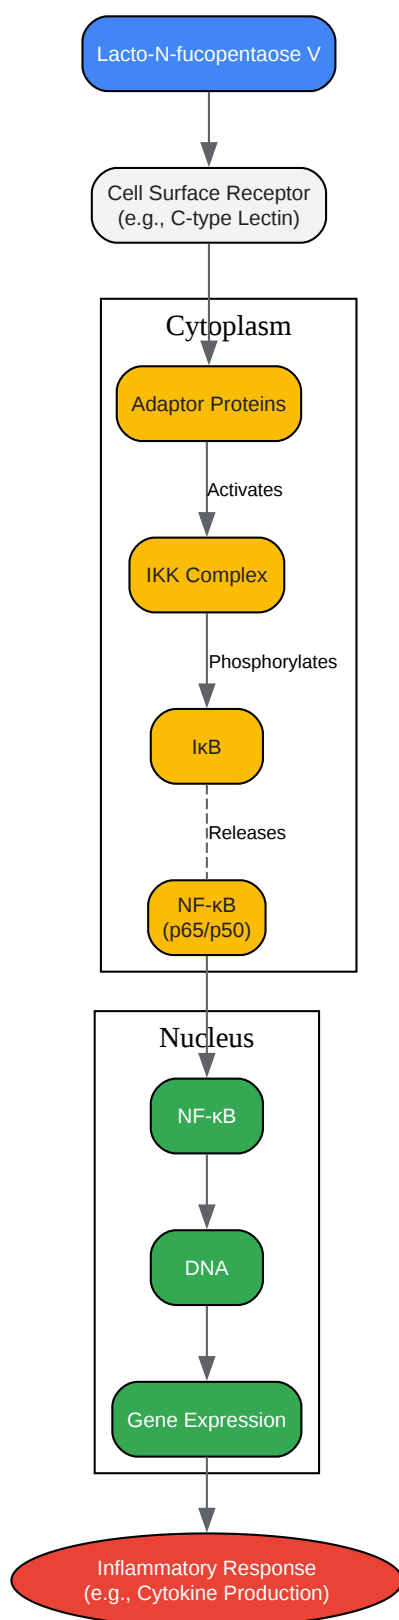 Lacto-N-fucopentaose V
Cell Surface Receptor
(e.g., C-type Lectin)
Cytoplasm
Adaptor Proteins
Activates
IKK Complex
Phosphorylates
IκB
Releases
NF-κB
(p65/p50)
Nucleus
NF-κB
DNA
Gene Expression
Inflammatory Response
(e.g., Cytokine Production)